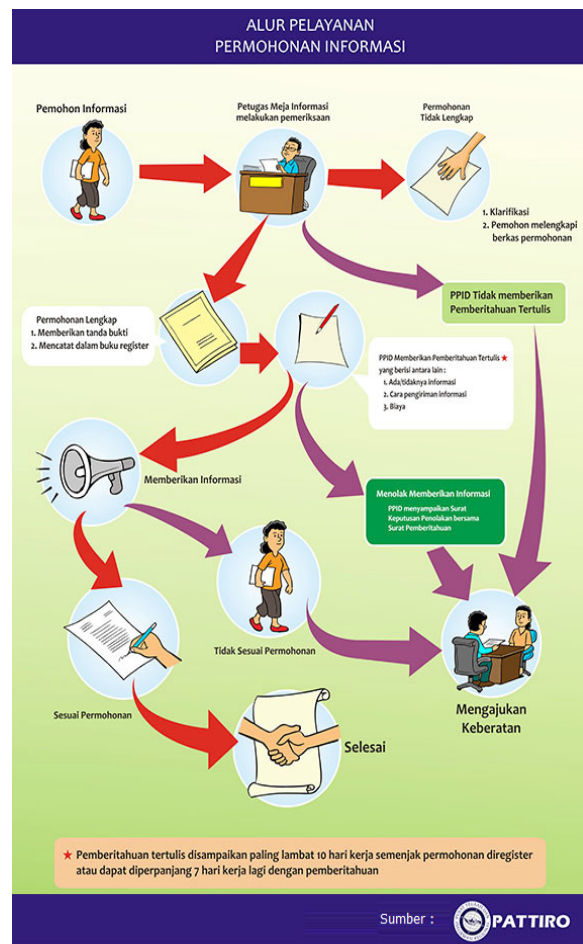 ALUR PELAYANAN
PERMOHONAN INFORMASI
Pemohon Informasi
Petugas Meja Informasi
melakukan pemeriksaan
Permohonan
Tidak Lengkap
1. Klarifikasi
2. Pemohon melengkapi
berkas permohonan
PPID Tidak memberikan
Pemberitahuan Tertulis
Permohonan Lengkap
1. Memberikan tanda bukti
2. Mencatat dalam buku register
PPID Memberikan Pemberitahuan Tertulis ★
yang berisi antara lain :
1. Ada/tidaknya informasi
2. Cara pengiriman informasi
3. Biaya
Memberikan Informasi
Menolak Memberikan Informasi
PPID menyampaikan Surat
Keputusan Penolakan bersama
Surat Pemberitahuan
Tidak Sesuai Permohonan
Mengajukan
Keberatan
Sesuai Permohonan
Selesai
★ Pemberitahuan tertulis disampaikan paling lambat 10 hari kerja semenjak permohonan diregister
atau dapat diperpanjang 7 hari kerja lagi dengan pemberitahuan
Sumber :
PATTIRO